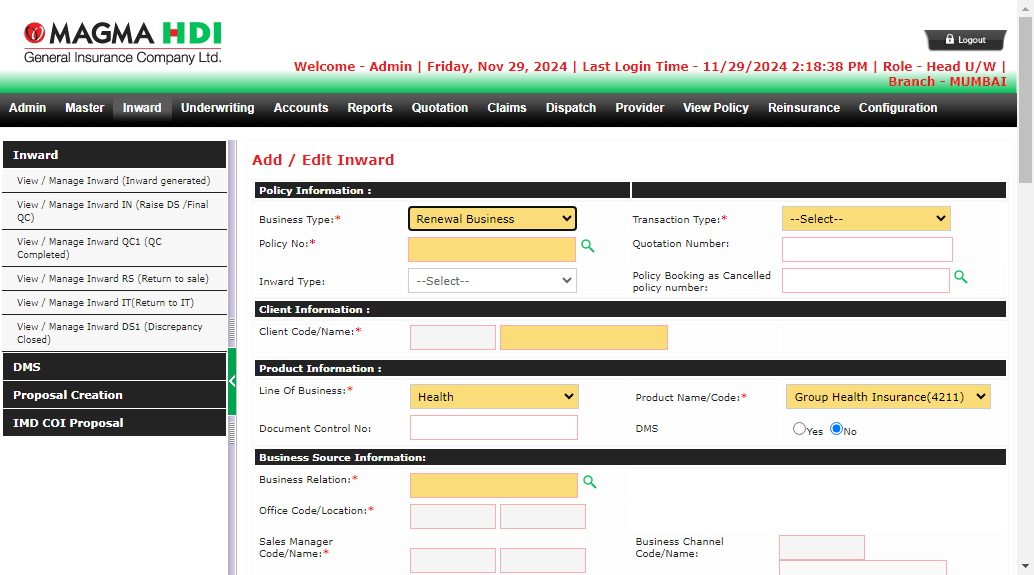 MAGMA HDI
General Insurance Company Ltd.
Logout
Welcome - Admin | Friday, Nov 29, 2024 | Last Login Time - 11/29/2024 2:18:38 PM | Role - Head U/W |
Branch - MUMBAI
Admin Master Inward Underwriting Accounts Reports Quotation Claims Dispatch Provider View Policy Reinsurance Configuration
Inward
View / Manage Inward (Inward generated)
View / Manage Inward IN (Raise DS /Final
QC)
View / Manage Inward QC1 (QC
Completed)
View / Manage Inward RS (Return to sale)
View / Manage Inward IT(Return to IT)
View / Manage Inward DS1 (Discrepancy
Closed)
DMS
Proposal Creation
IMD COI Proposal
Add / Edit Inward
Policy Information :
Business Type:* Renewal Business Transaction Type:* --Select--
Policy No:* Quotation Number:
Inward Type: --Select-- Policy Booking as Cancelled
policy number:
Client Information :
Client Code/Name:*
Product Information :
Line Of Business:* Health Product Name/Code:* Group Health Insurance(4211)
Document Control No: DMS Yes No
Business Source Information:
Business Relation:*
Office Code/Location:*
Sales Manager
Code/Name:*
Business Channel
Code/Name: